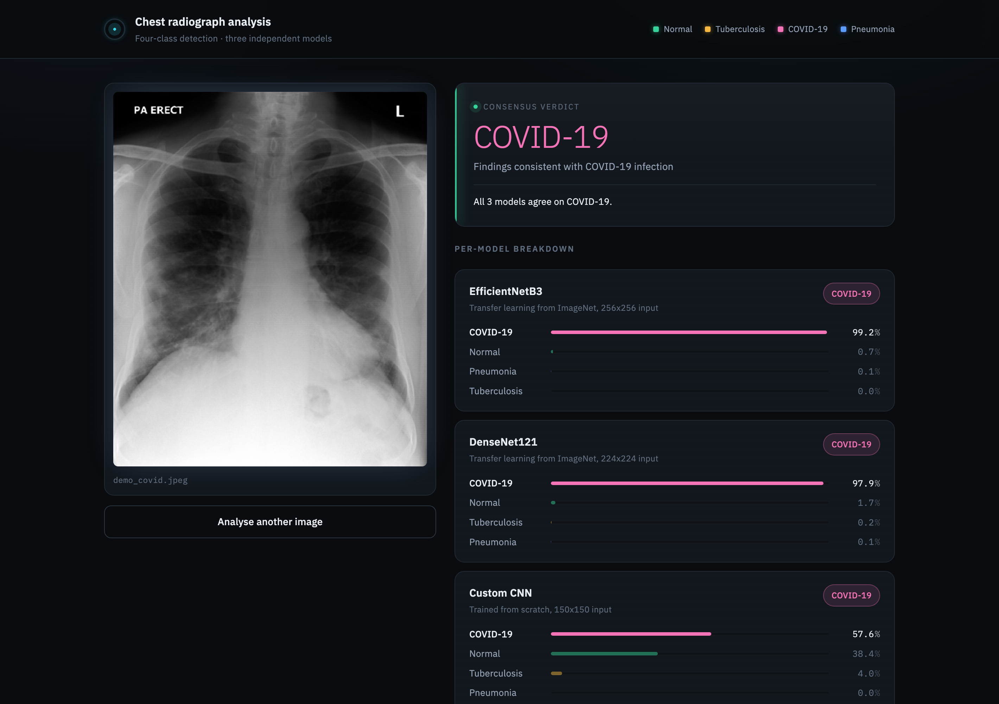 Chest radiograph analysis
Four-class detection · three independent models
Normal
Tuberculosis
COVID-19
Pneumonia
PA ERECT
L
demo_covid.jpeg
Analyse another image
CONSENSUS VERDICT
COVID-19
Findings consistent with COVID-19 infection
All 3 models agree on COVID-19.
PER-MODEL BREAKDOWN
EfficientNetB3
COVID-19
Transfer learning from ImageNet, 256x256 input
COVID-19 99.2%
Normal 0.7%
Pneumonia 0.1%
Tuberculosis 0.0%
DenseNet121
COVID-19
Transfer learning from ImageNet, 224x224 input
COVID-19 97.9%
Normal 1.7%
Tuberculosis 0.2%
Pneumonia 0.1%
Custom CNN
COVID-19
Trained from scratch, 150x150 input
COVID-19 57.6%
Normal 38.4%
Tuberculosis 4.0%
Pneumonia 0.0%